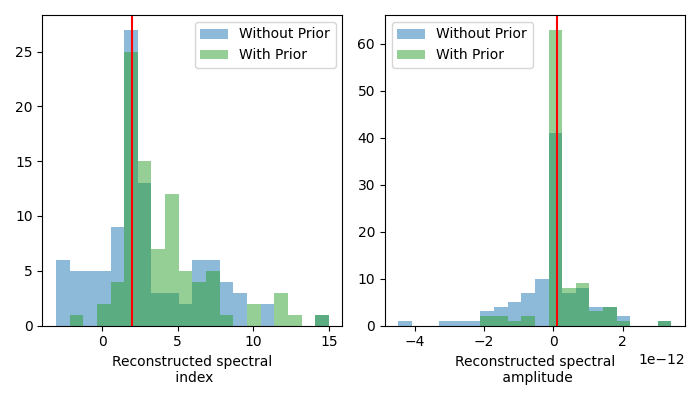 Without Prior
With Prior
25
20
15
10
5
0
0
5
10
15
Reconstructed spectral
index
Without Prior
With Prior
60
50
40
30
20
10
0
−4
−2
0
2
1e−12
Reconstructed spectral
amplitude